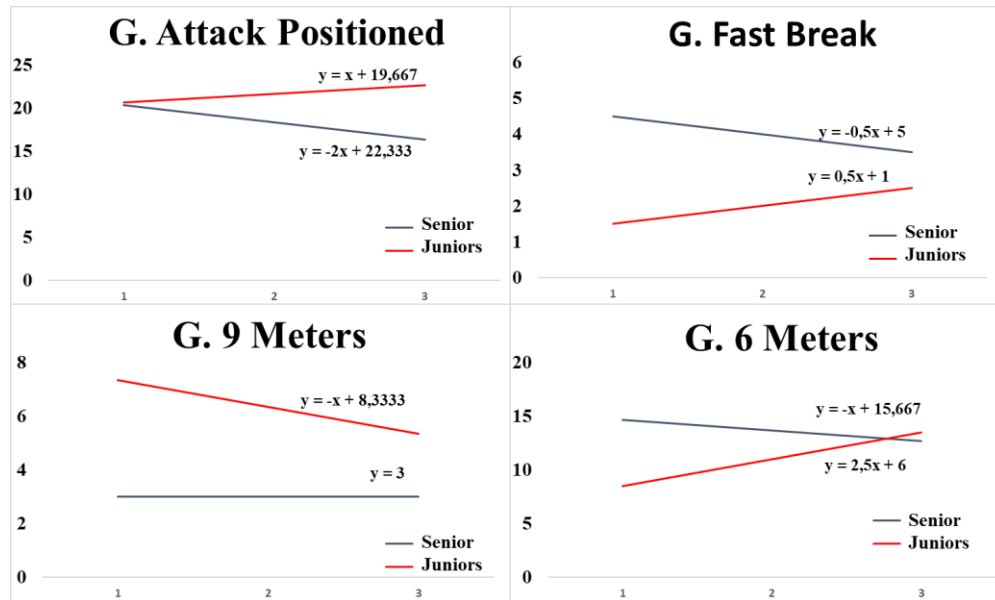 G. Attack Positioned
25
20
15
10
5
0
y = x + 19,667
y = -2x + 22,333
Senior
Juniors
1 2 3
G. Fast Break
6
5
4
3
2
1
0
y = -0,5x + 5
y = 0,5x + 1
Senior
Juniors
1 2 3
G. 9 Meters
8
6
4
2
0
y = -x + 8,3333
y = 3
Senior
Juniors
1 2 3
G. 6 Meters
20
15
10
5
0
y = -x + 15,667
y = 2,5x + 6
Senior
Juniors
1 2 3